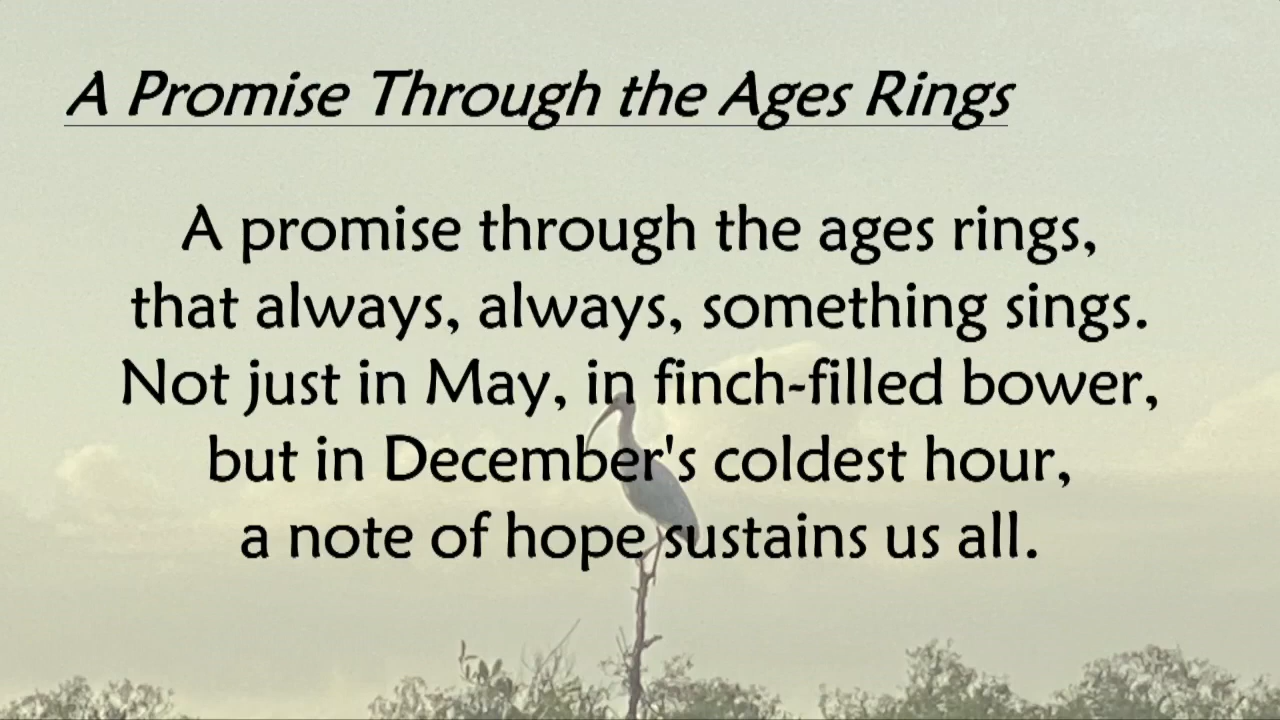 A Promise Through the Ages Rings
A promise through the ages rings,
that always, always, something sings.
Not just in May, in finch-filled bower,
but in December's coldest hour,
a note of hope sustains us all.